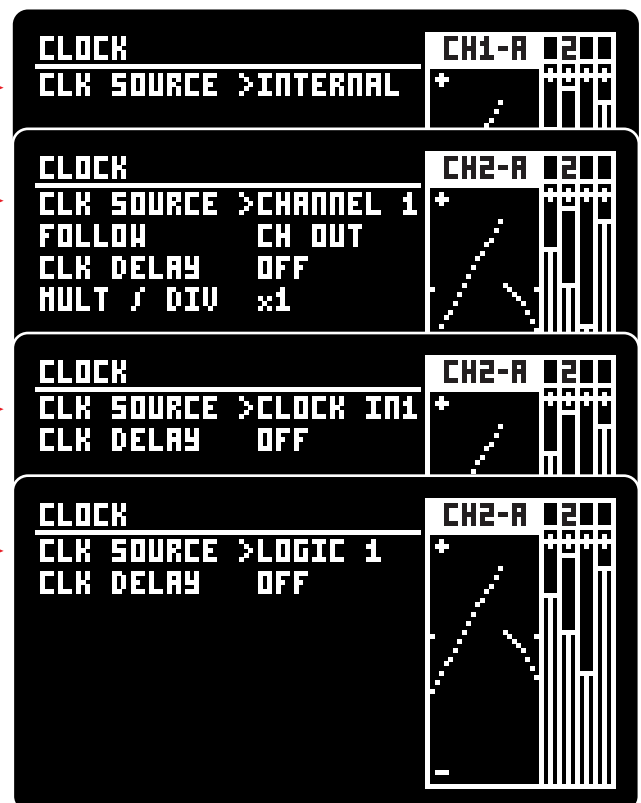 CLOCK
CH1-A 2
CLK SOURCE >INTERNAL
+
CLOCK
CH2-A 2
CLK SOURCE >CHANNEL 1
+
FOLLOW CH OUT
CLK DELAY OFF
MULT / DIV x1
CLOCK
CH2-A 2
CLK SOURCE >CLOCK IN1
+
CLK DELAY OFF
CLOCK
CH2-A 2
CLK SOURCE >LOGIC 1
+
CLK DELAY OFF
-